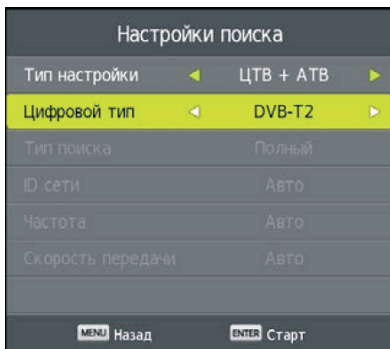 Настройки поиска
Тип настройки ЦТВ + АТВ
Цифровой тип DVB-T2
Тип поиска Полный
ID сети Авто
Частота Авто
Скорость передачи Авто
MENU Назад ENTER Старт